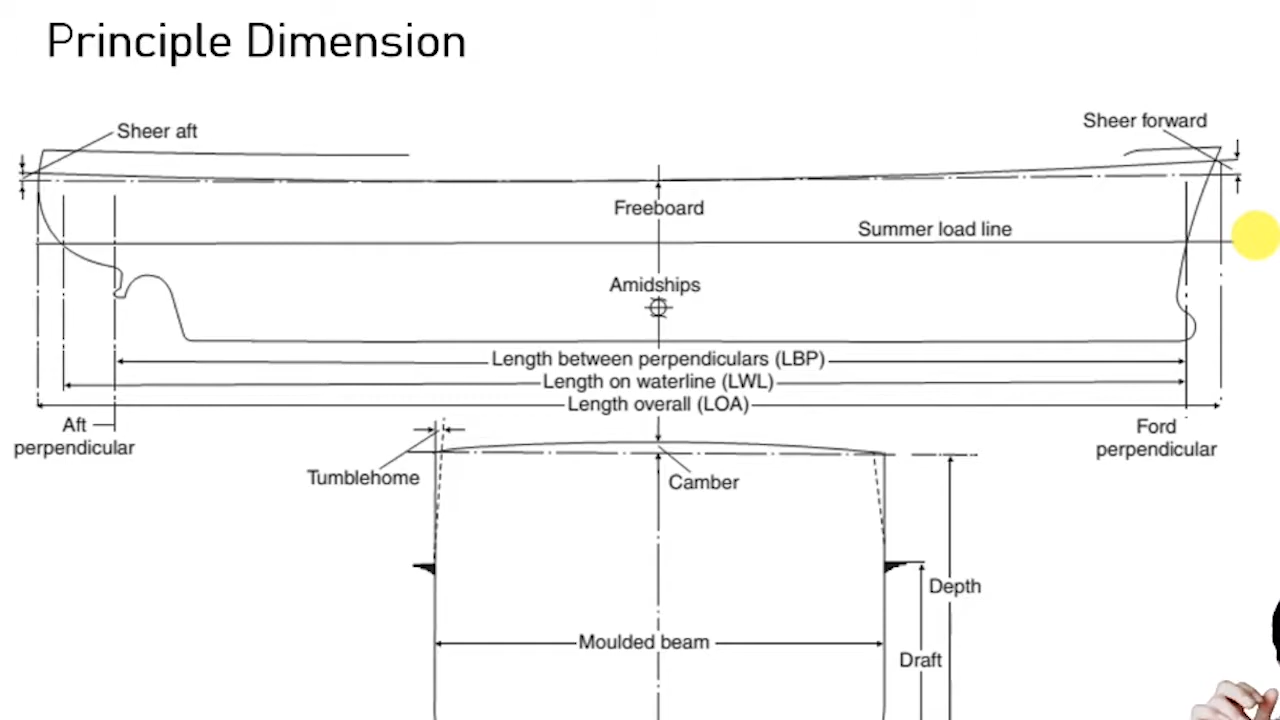 Principle Dimension
Sheer aft
Sheer forward
Freeboard
Summer load line
Amidships
Length between perpendiculars (LBP)
Length on waterline (LWL)
Length overall (LOA)
Aft
perpendicular
Ford
perpendicular
Tumblehome
Camber
Depth
Moulded beam
Draft